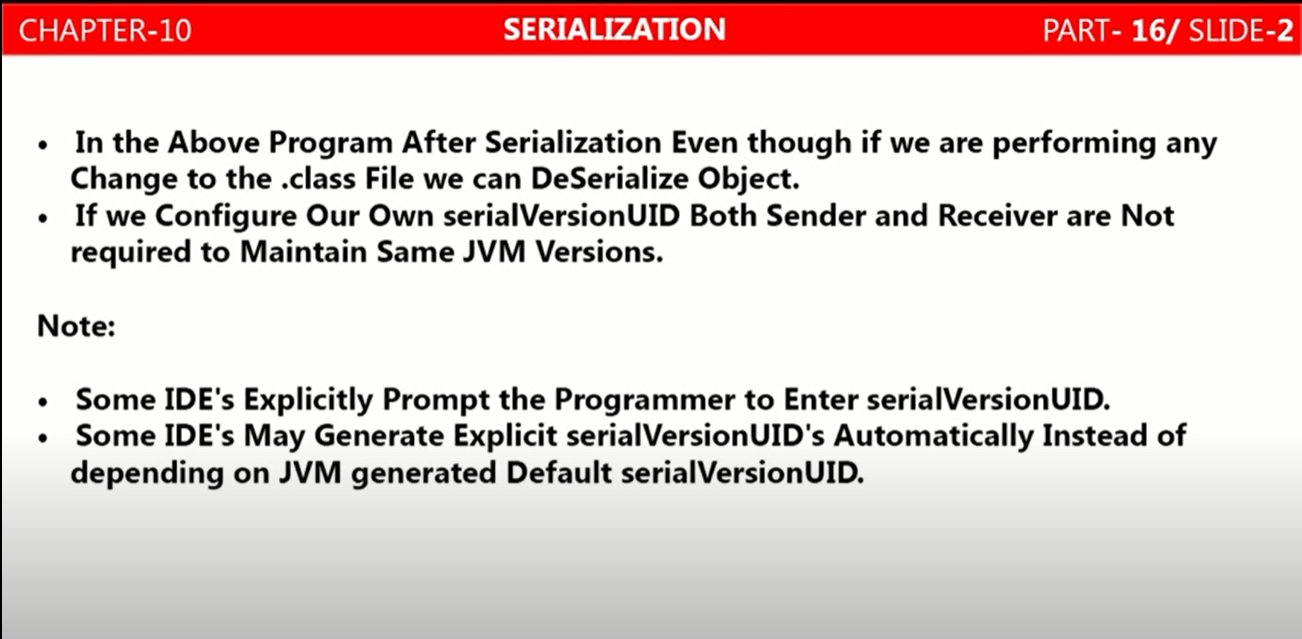 CHAPTER-10 SERIALIZATION PART- 16/ SLIDE-2
• In the Above Program After Serialization Even though if we are performing any
Change to the .class File we can DeSerialize Object.
• If we Configure Our Own serialVersionUID Both Sender and Receiver are Not
required to Maintain Same JVM Versions.
Note:
• Some IDE's Explicitly Prompt the Programmer to Enter serialVersionUID.
• Some IDE's May Generate Explicit serialVersionUID's Automatically Instead of
depending on JVM generated Default serialVersionUID.